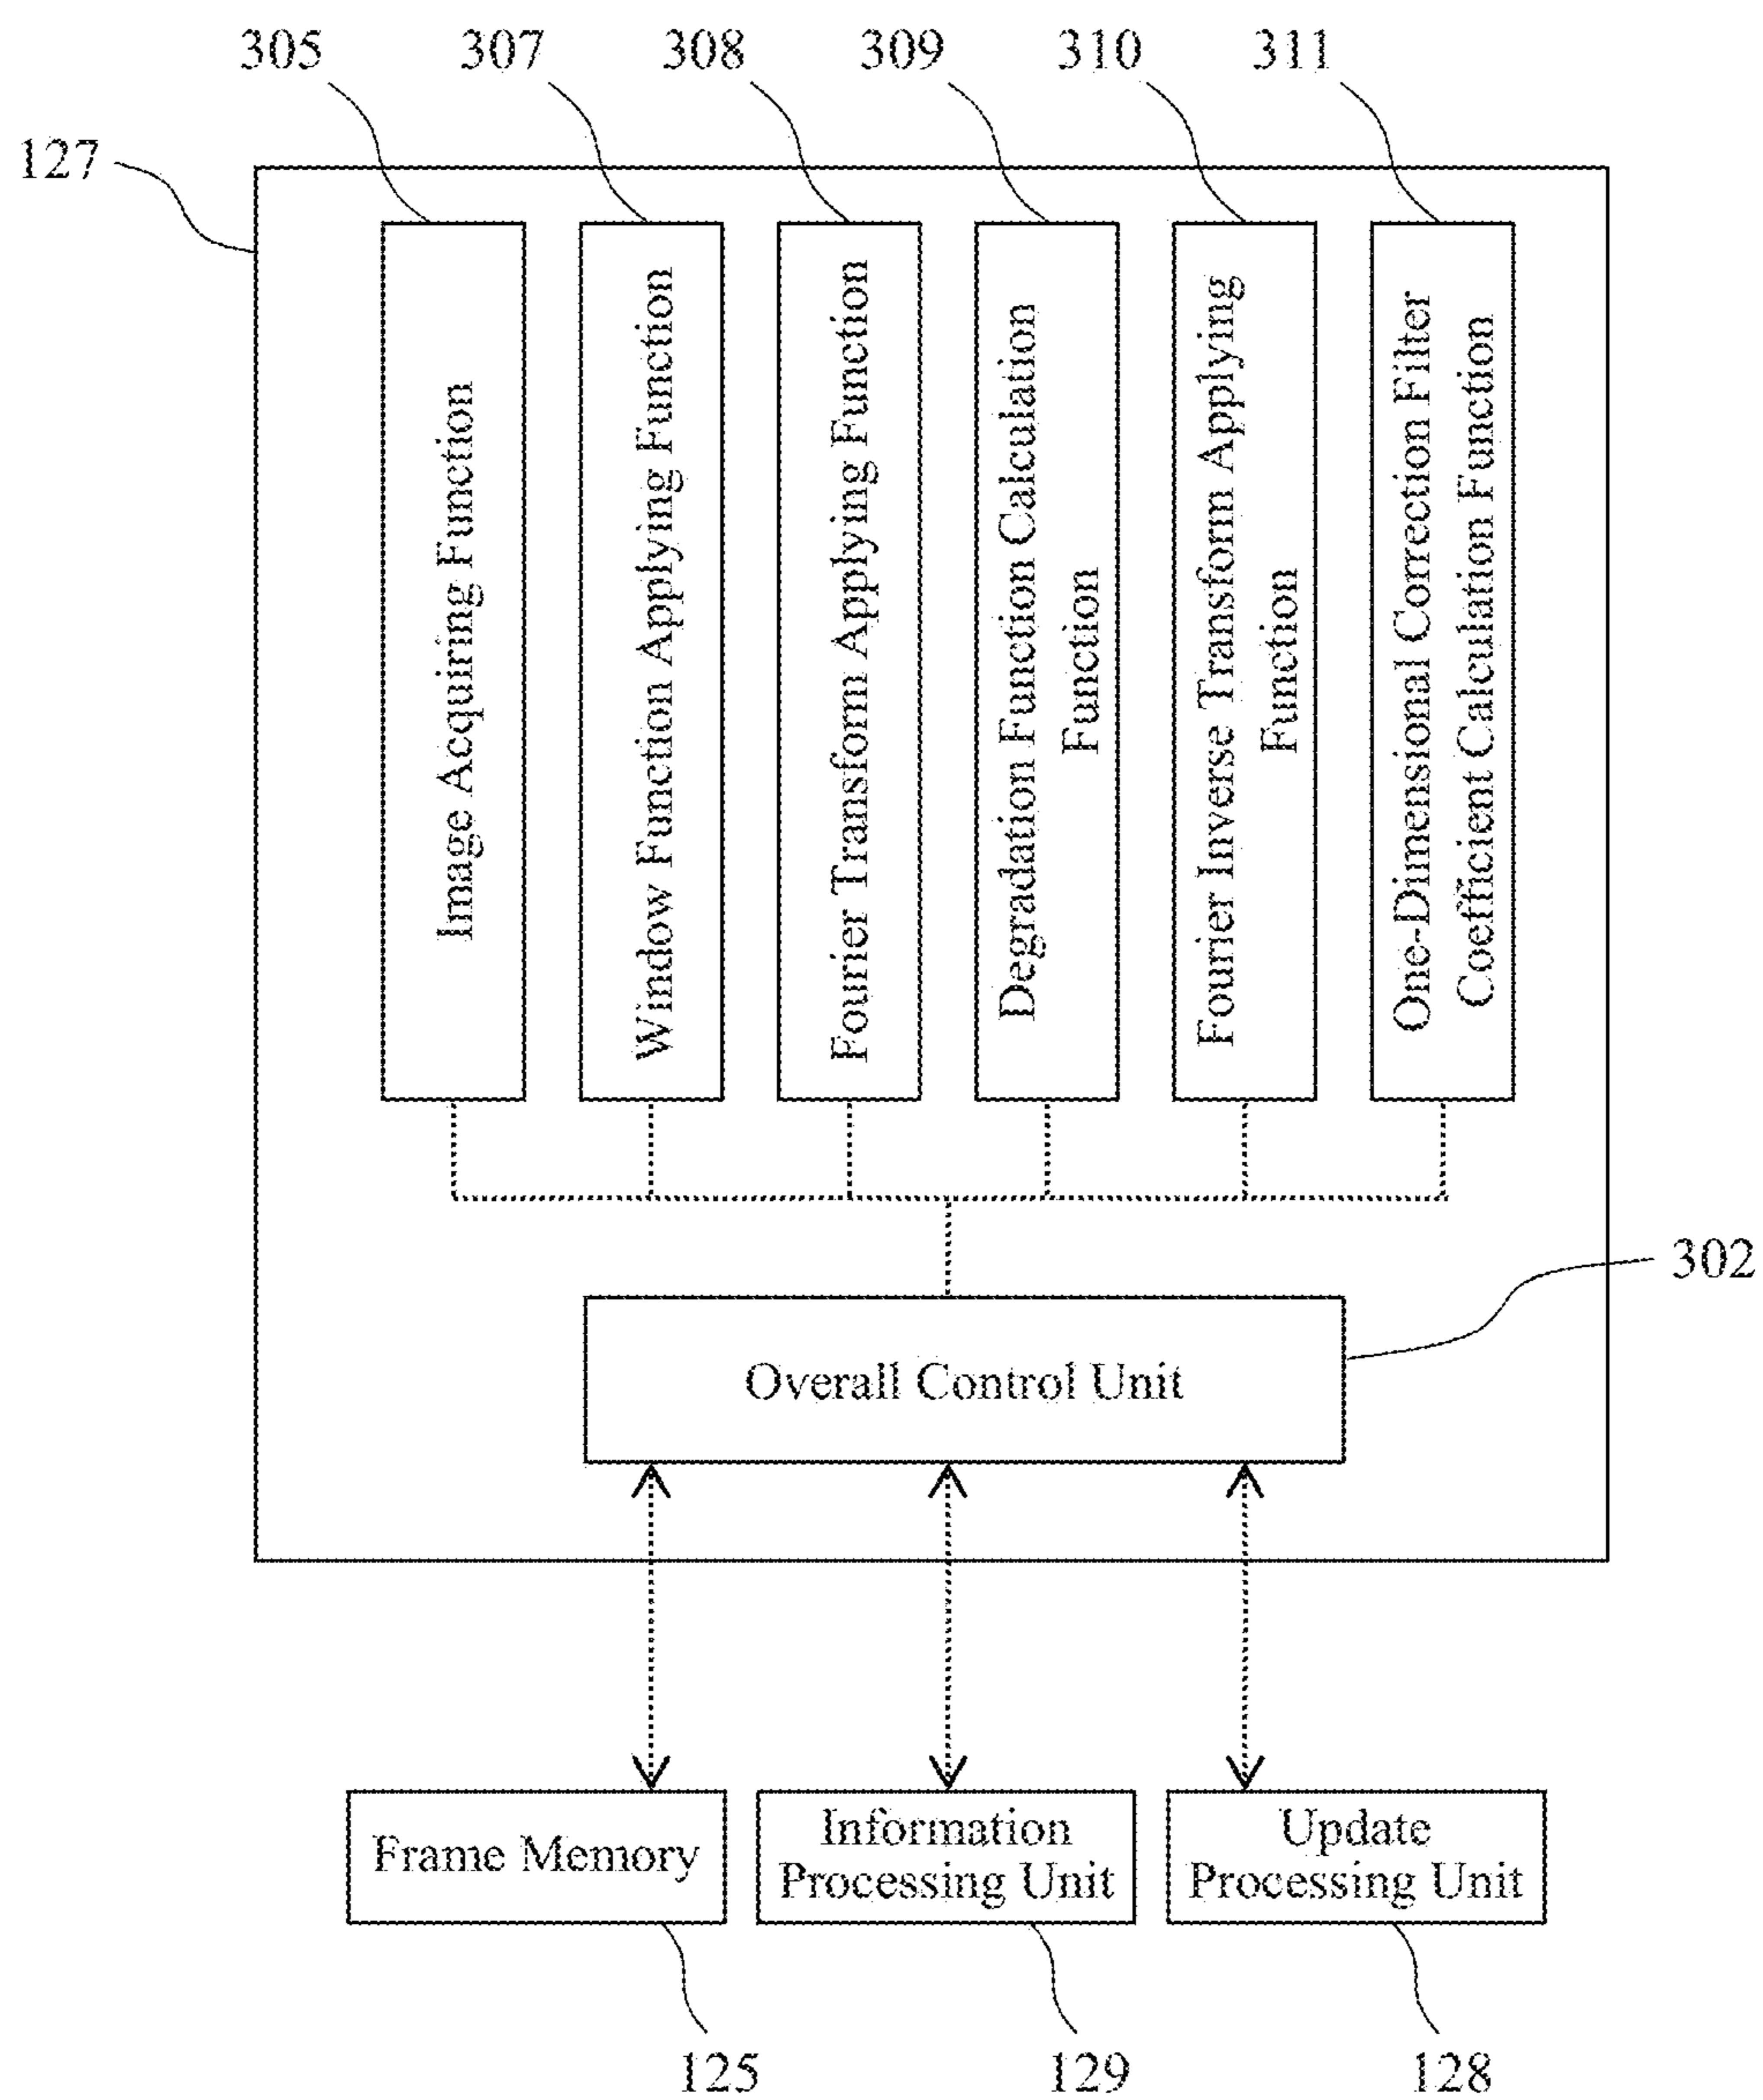 305
307
308
309
310
311
127
Image Acquiring Function
Window Function Applying Function
Fourier Transform Applying Function
Degradation Function Calculation
Function
Fourier Inverse Transform Applying
Function
One-Dimensional Correction Filter
Coefficient Calculation Function
302
Overall Control Unit
Frame Memory
Information
Processing Unit
Update
Processing Unit
125
129
128